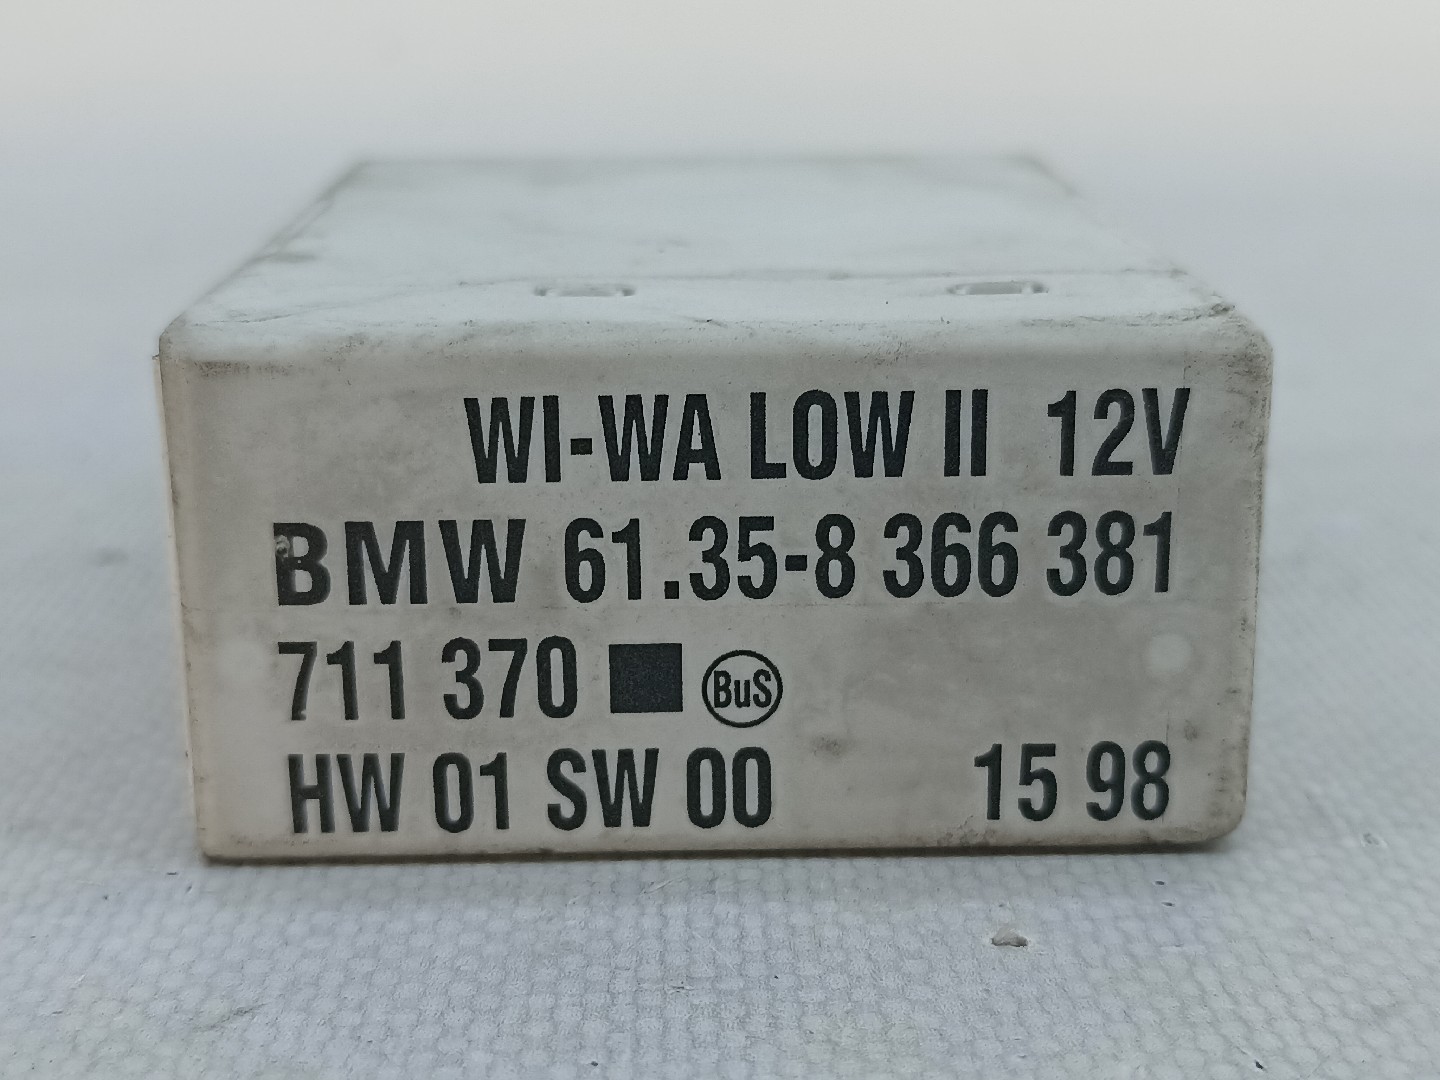 WI-WA LOW II 12V
BMW 61.35-8 366 381
711 370 BuS
HW 01 SW 00 15 98